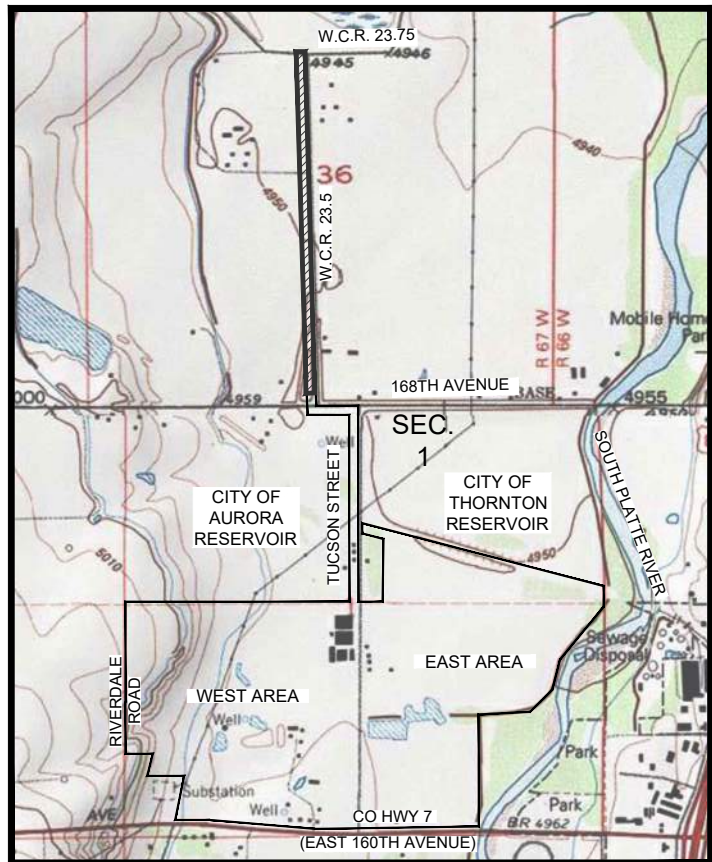 W.C.R. 23.75
4945
4946
36
W.C.R. 23.5
4950
4940
R 67 W
R 66 W
Mobile Home
Par
168TH AVENUE
BASE
000
4959
4955
SEC.
1
Well
CITY OF
AURORA
RESERVOIR
TUCSON STREET
CITY OF
THORNTON
RESERVOIR
SOUTH PLATTE RIVER
5010
4950
Sewage
Disposal
RIVERDALE
ROAD
WEST AREA
EAST AREA
Well
Park
Substation
Well
Park
AVE
CO HWY 7
BR 4962
(EAST 160TH AVENUE)